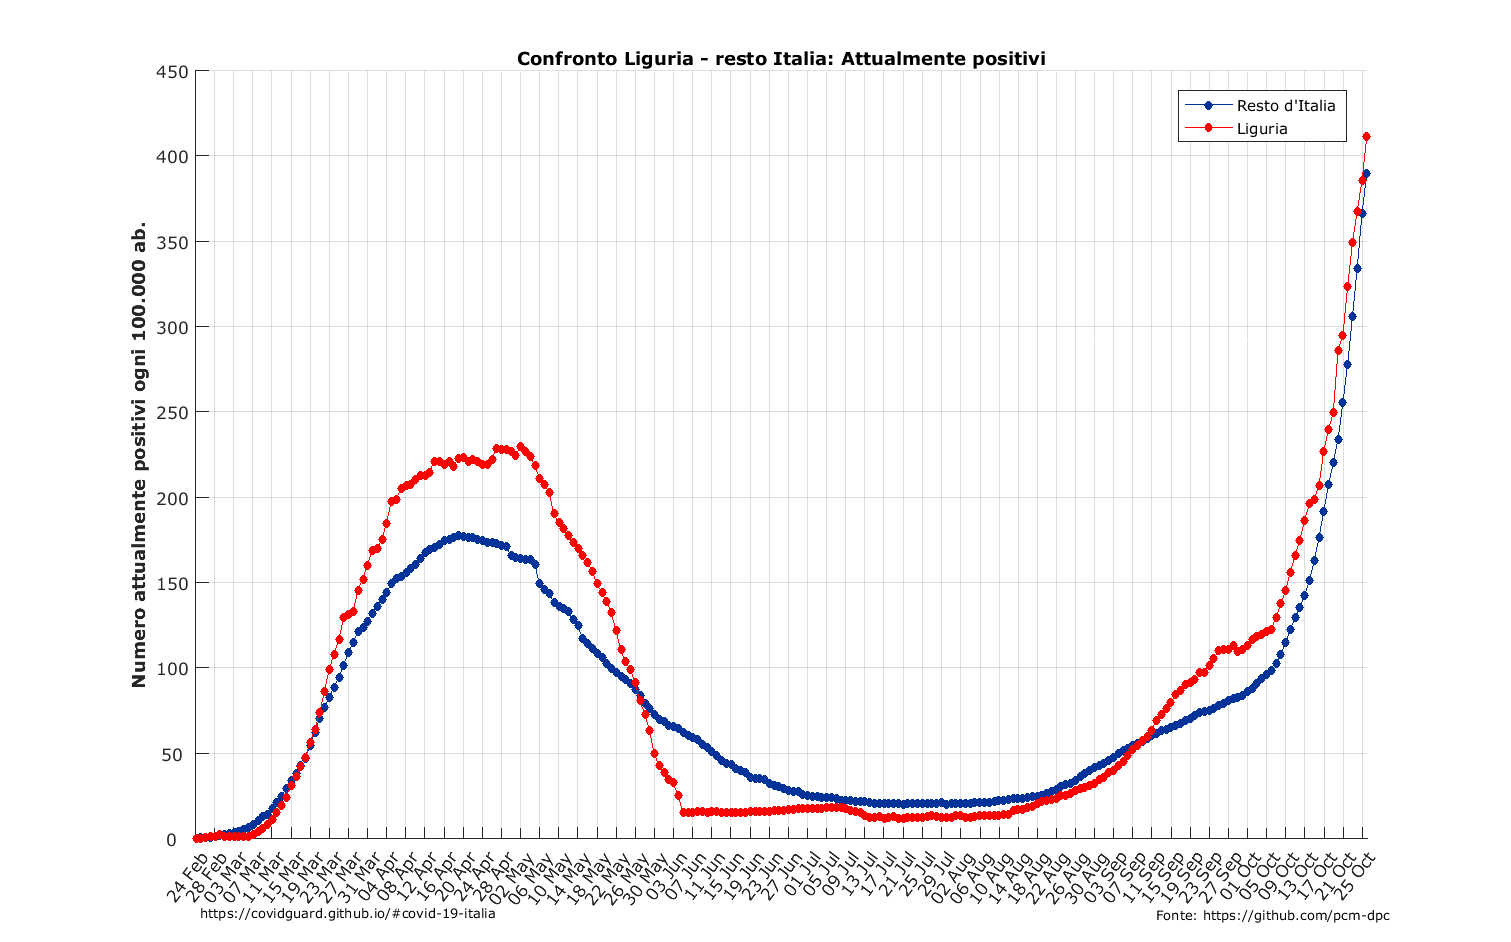 Confronto Liguria - resto Italia: Attualmente positivi
Resto d'Italia
Liguria
Numero attualmente positivi ogni 100.000 ab.
450
400
350
300
250
200
150
100
50
0
24 Feb
28 Feb
03 Mar
07 Mar
11 Mar
15 Mar
19 Mar
23 Mar
27 Mar
31 Mar
04 Apr
08 Apr
12 Apr
16 Apr
20 Apr
24 Apr
28 Apr
02 May
06 May
10 May
14 May
18 May
22 May
26 May
30 May
03 Jun
07 Jun
11 Jun
15 Jun
19 Jun
23 Jun
27 Jun
01 Jul
05 Jul
09 Jul
13 Jul
17 Jul
21 Jul
25 Jul
29 Jul
02 Aug
06 Aug
10 Aug
14 Aug
18 Aug
22 Aug
26 Aug
30 Aug
03 Sep
07 Sep
11 Sep
15 Sep
19 Sep
23 Sep
27 Sep
01 Oct
05 Oct
09 Oct
13 Oct
17 Oct
21 Oct
25 Oct
https://covidguard.github.io/#covid-19-italia
Fonte: https://github.com/pcm-dpc